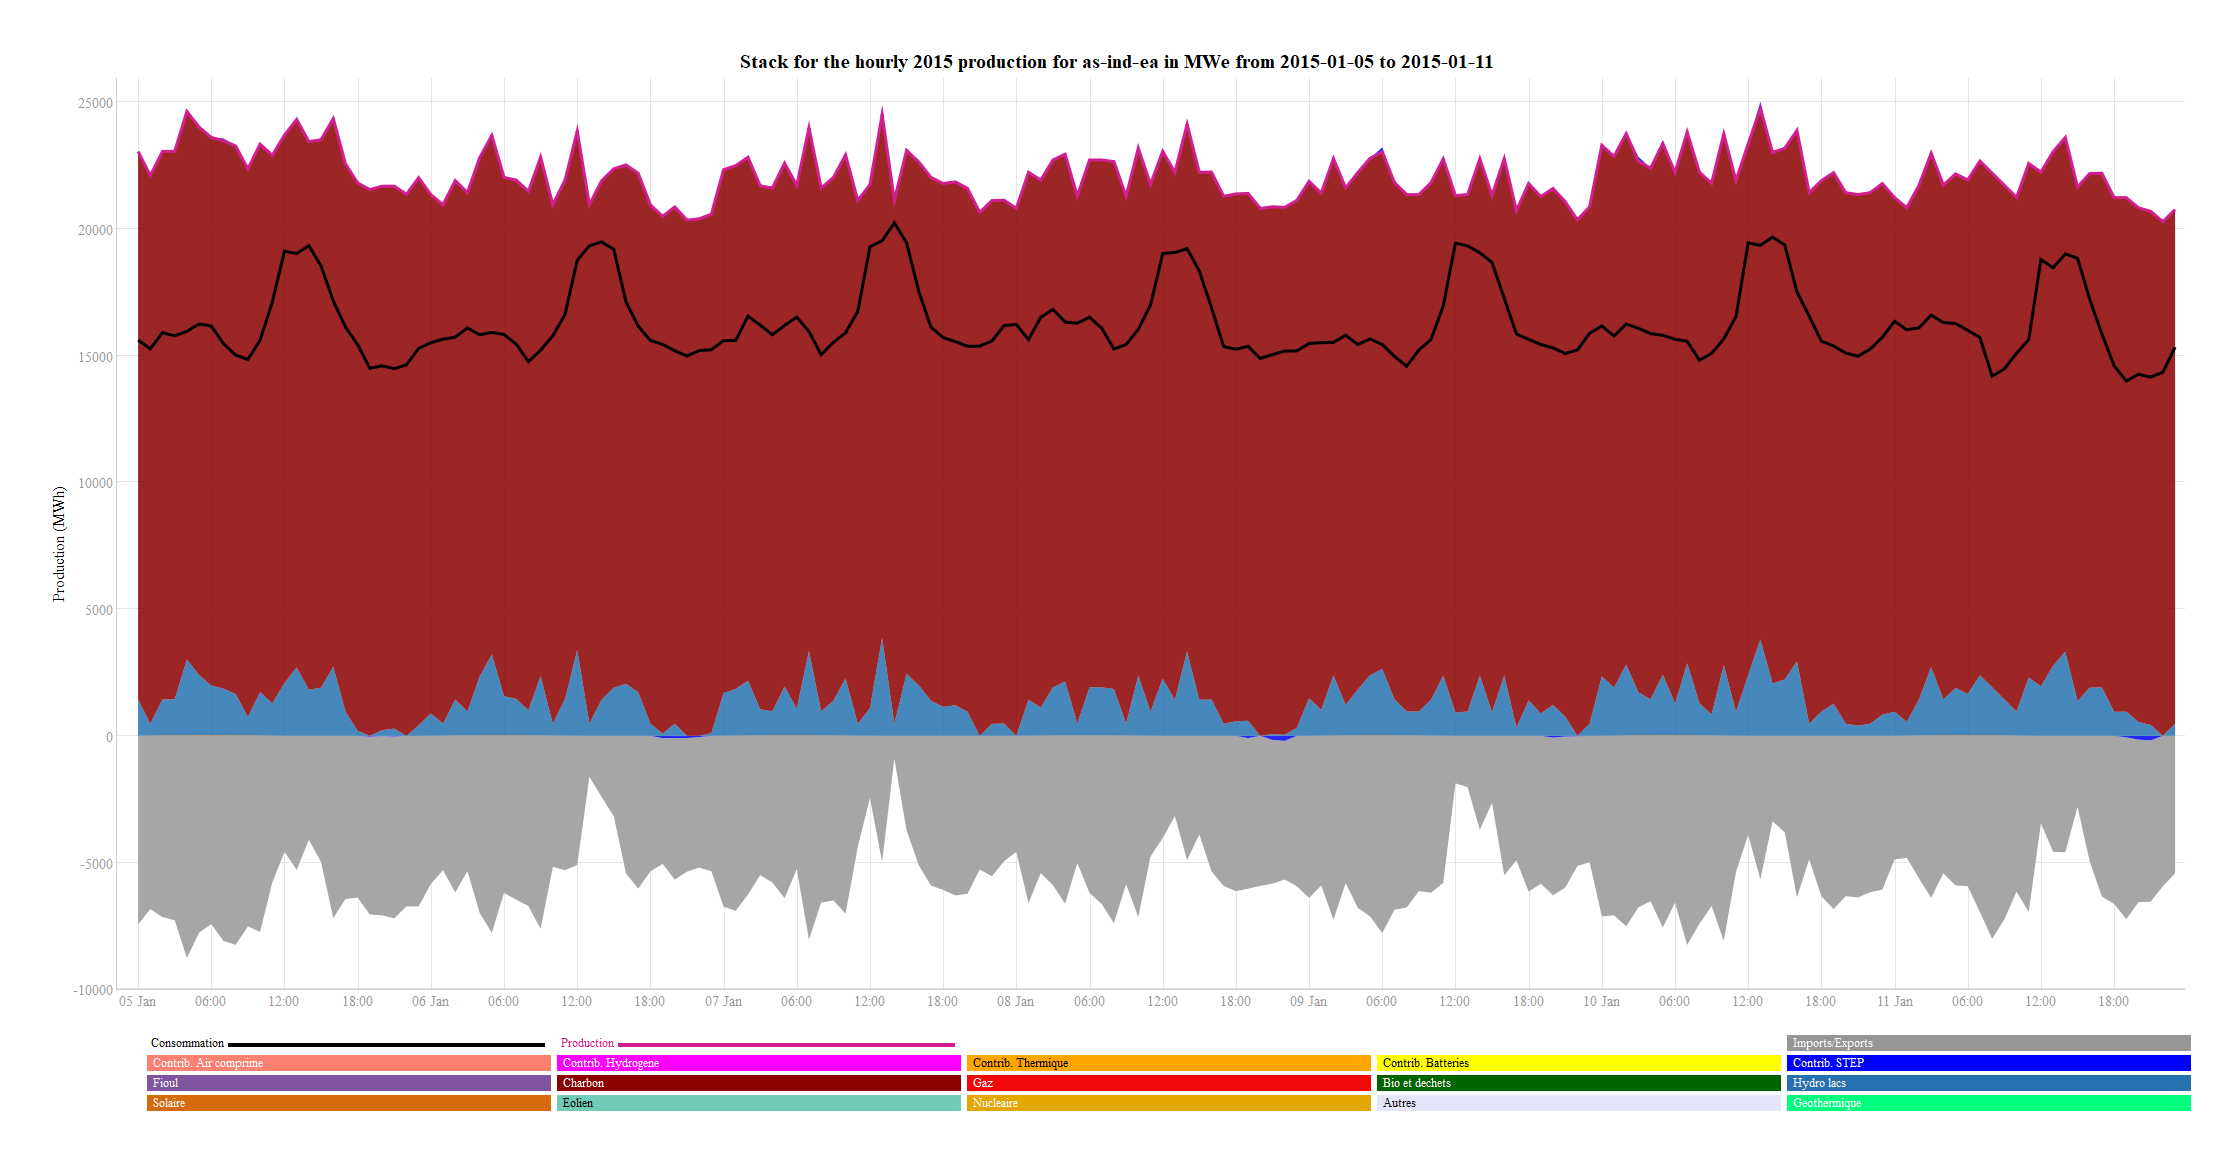 Stack for the hourly 2015 production for as-ind-ea in MWe from 2015-01-05 to 2015-01-11
Production (MWh)
25000
20000
15000
10000
5000
0
-5000
-10000
05 Jan 06:00 12:00 18:00 06 Jan 06:00 12:00 18:00 07 Jan 06:00 12:00 18:00 08 Jan 06:00 12:00 18:00 09 Jan 06:00 12:00 18:00 10 Jan 06:00 12:00 18:00 11 Jan 06:00 12:00 18:00
Consommation Production Imports/Exports
Contrib. Air comprime Contrib. Hydrogene Contrib. Thermique Contrib. Batteries Contrib. STEP
Fioul Charbon Gaz Bio et dechets Hydro lacs
Solaire Eolien Nucleaire Autres Geothermique